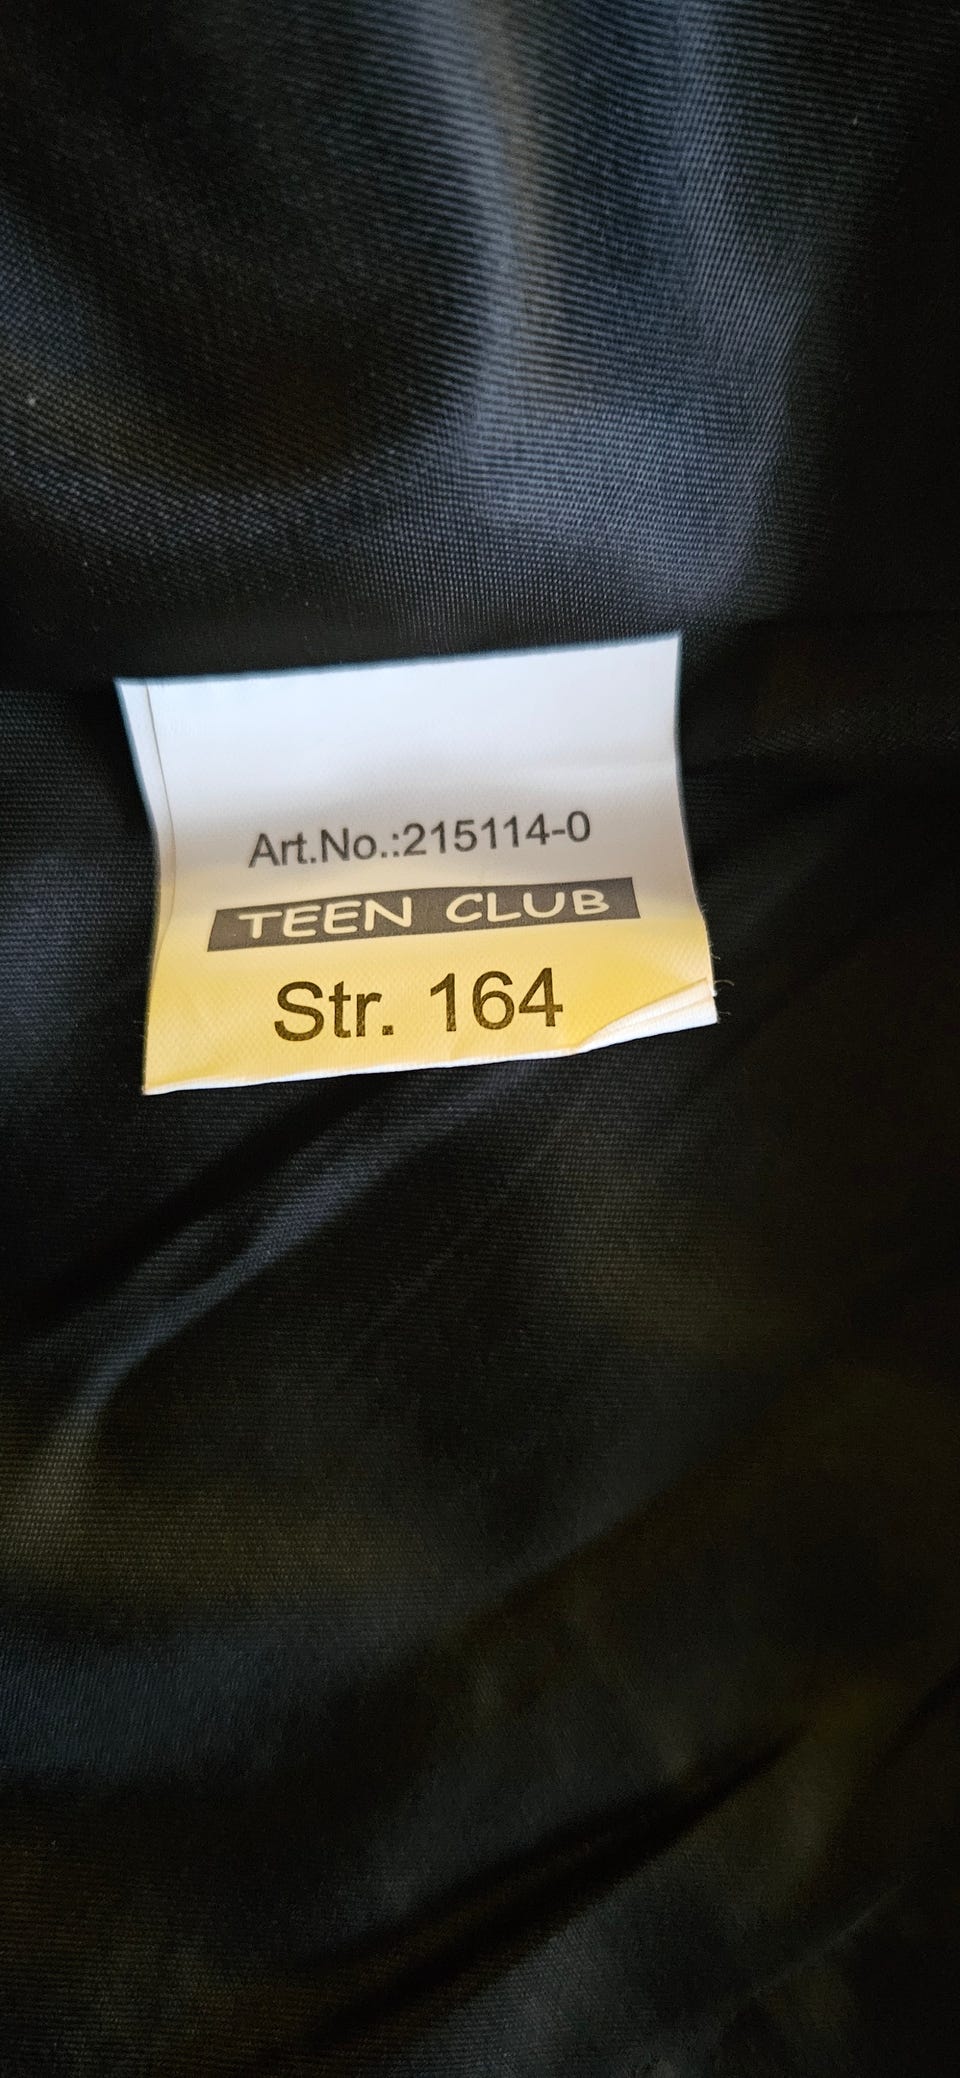 Art.No.:215114-0
TEEN CLUB
Str. 164